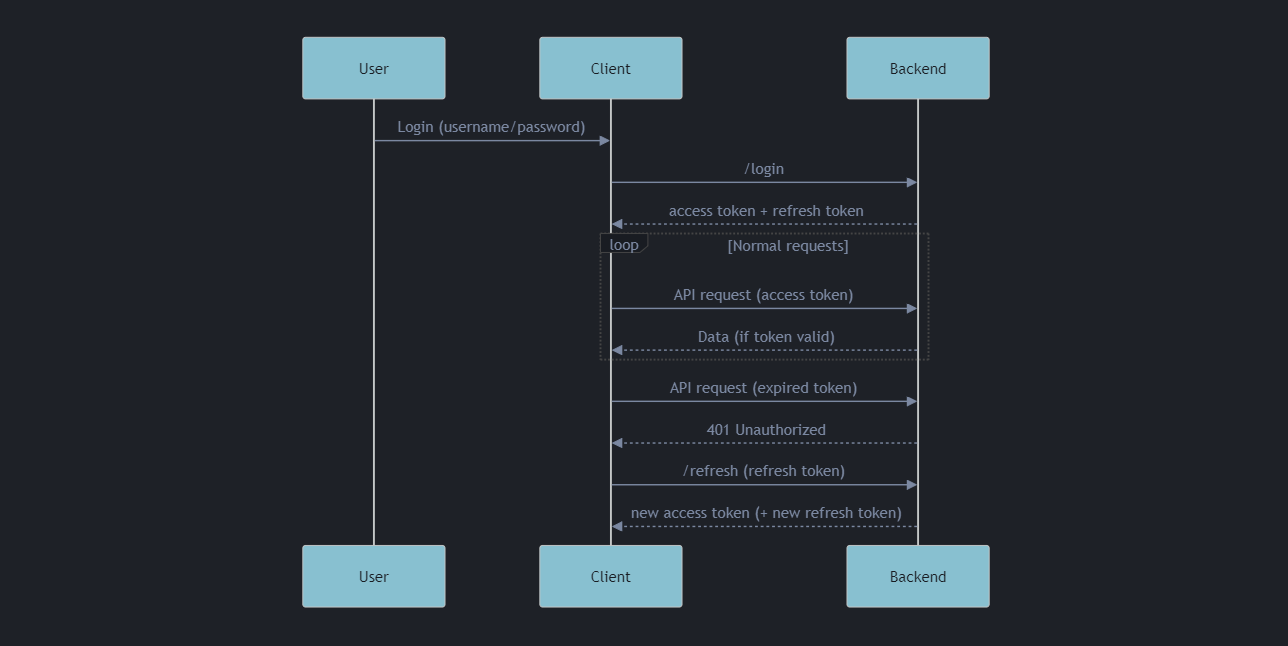 User
Client
Backend
Login (username/password)
/login
access token + refresh token
loop
[Normal requests]
API request (access token)
Data (if token valid)
API request (expired token)
401 Unauthorized
/refresh (refresh token)
new access token (+ new refresh token)
User
Client
Backend